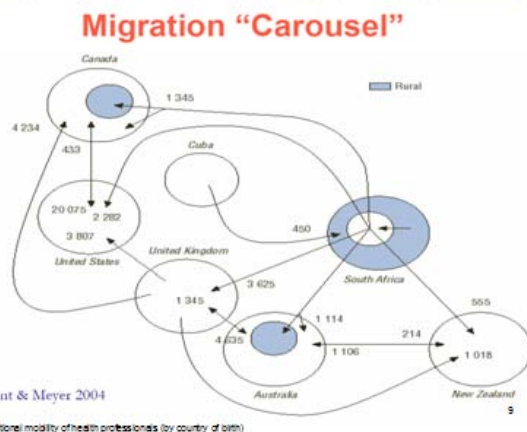 Migration “Carousel”
Canada
Rural
1 345
4 234
433
Cuba
20 075
2 282
3 807
United States
450
United Kingdom
South Africa
3 625
1 345
555
1 114
214
4 635
1 106
1 018
Australia
New Zealand
nt & Meyer 2004
9
tional mobility of health professionals (by country of birth)